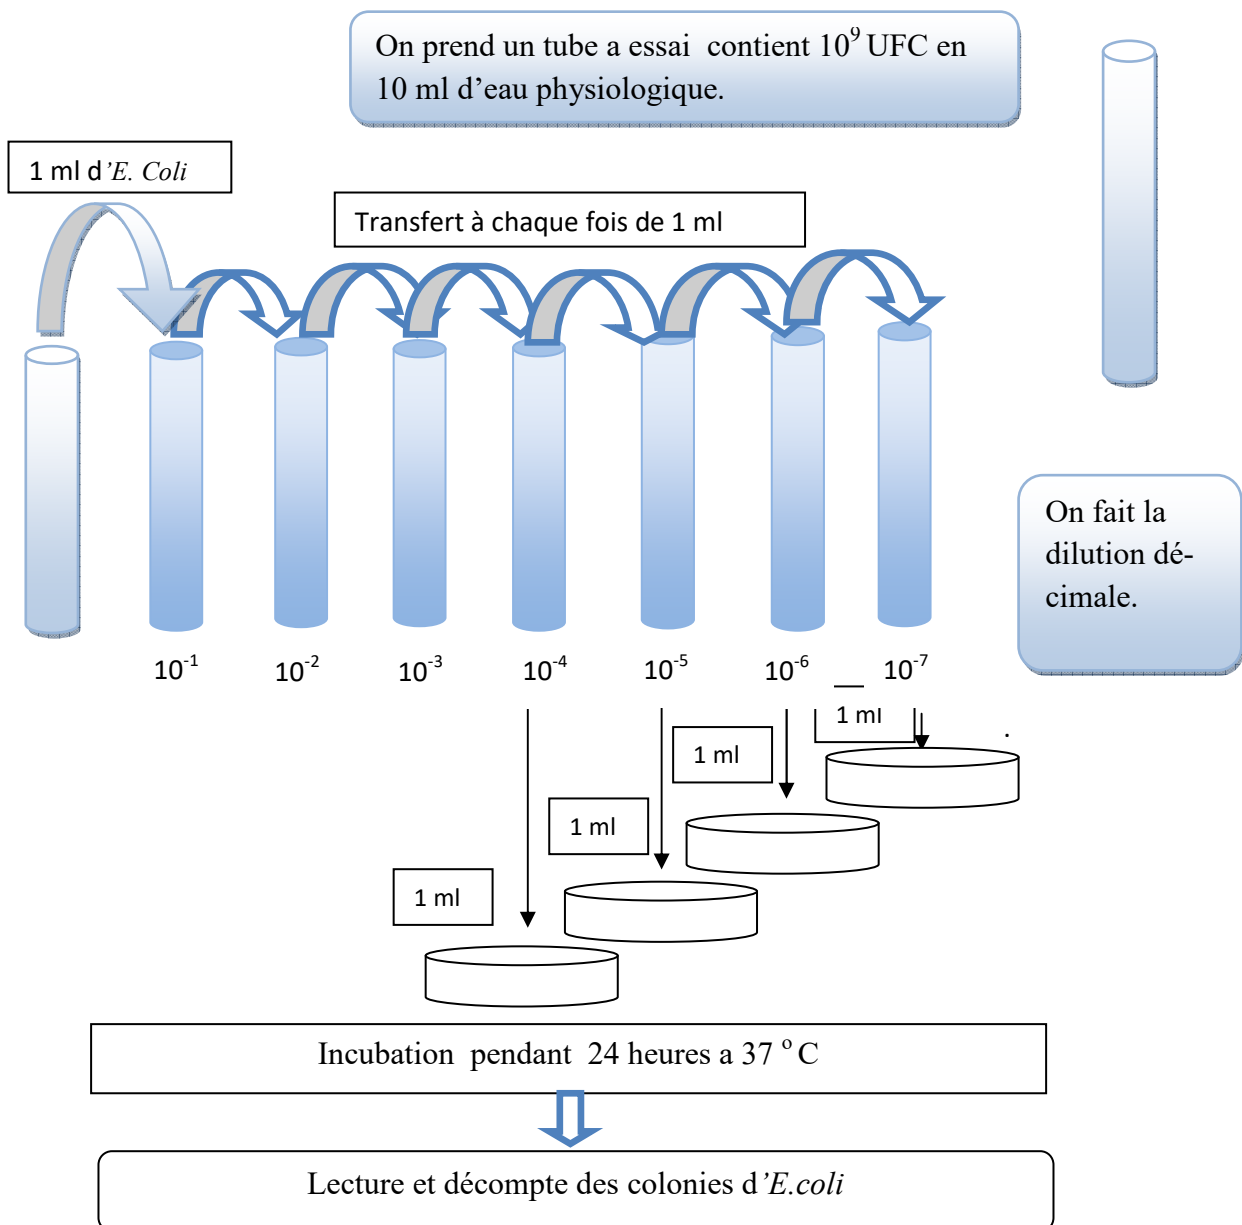 On prend un tube a essai contient 10⁹ UFC en
10 ml d’eau physiologique.
1 ml d’E. Coli
Transfert à chaque fois de 1 ml
On fait la
dilution dé-
cimale.
10⁻¹ 10⁻² 10⁻³ 10⁻⁴ 10⁻⁵ 10⁻⁶ 10⁻⁷
1 ml
.
1 ml
1 ml
1 ml
Incubation pendant 24 heures a 37 ° C
Lecture et décompte des colonies d’E.coli